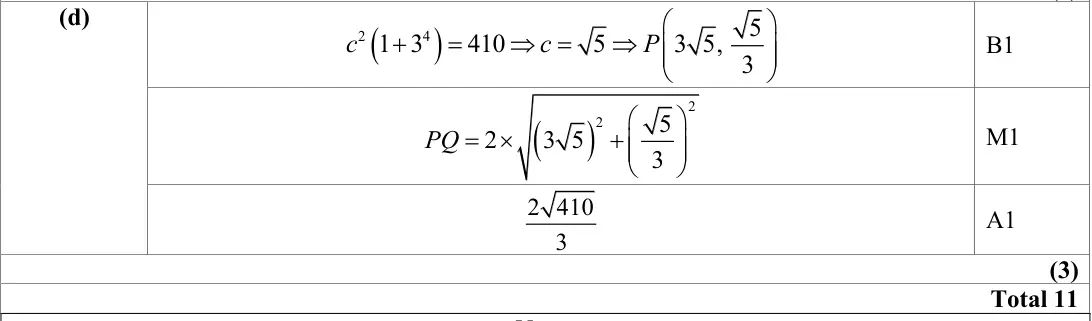 (d) c² (1 + 3⁴) = 410 ⇒ c = √5 ⇒ P(3√5, √5/3) B1
PQ = 2 × √((3√5)² + (√5/3)²) M1
2√410/3 A1
(3)
Total 11